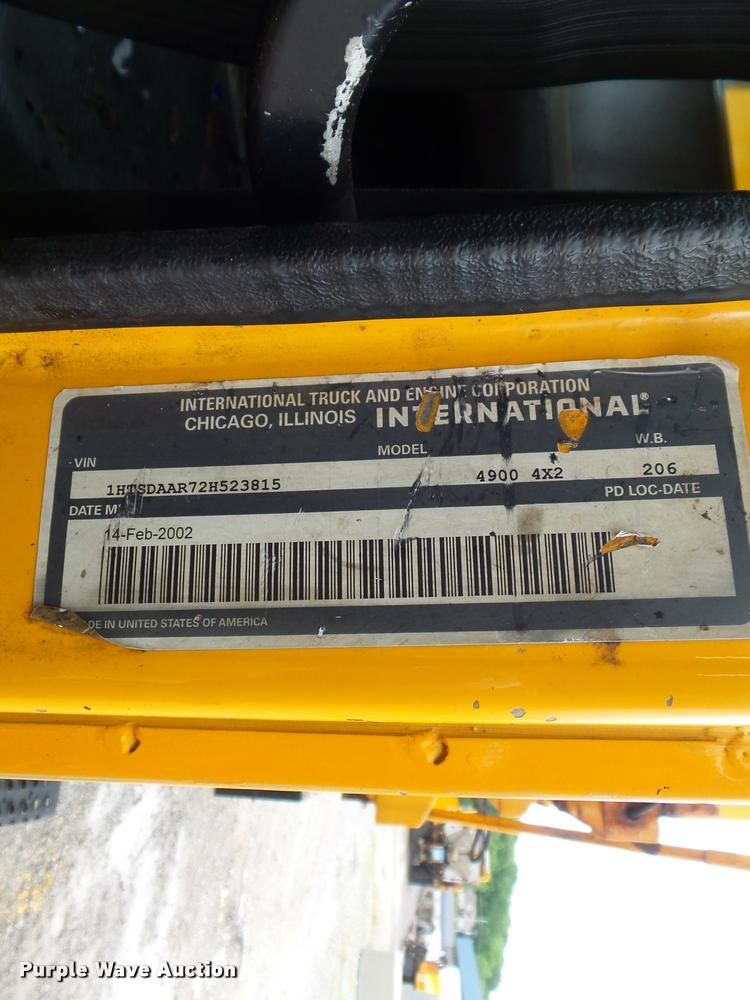 INTERNATIONAL TRUCK AND ENGINE CORPORATION
CHICAGO, ILLINOIS INTERNATIONAL®
VIN MODEL W.B.
1HTSDAAR72H523815 4900 4X2 206
DATE PD LOC-DATE
14-Feb-2002
DE IN UNITED STATES OF AMERICA
Purple Wave Auction